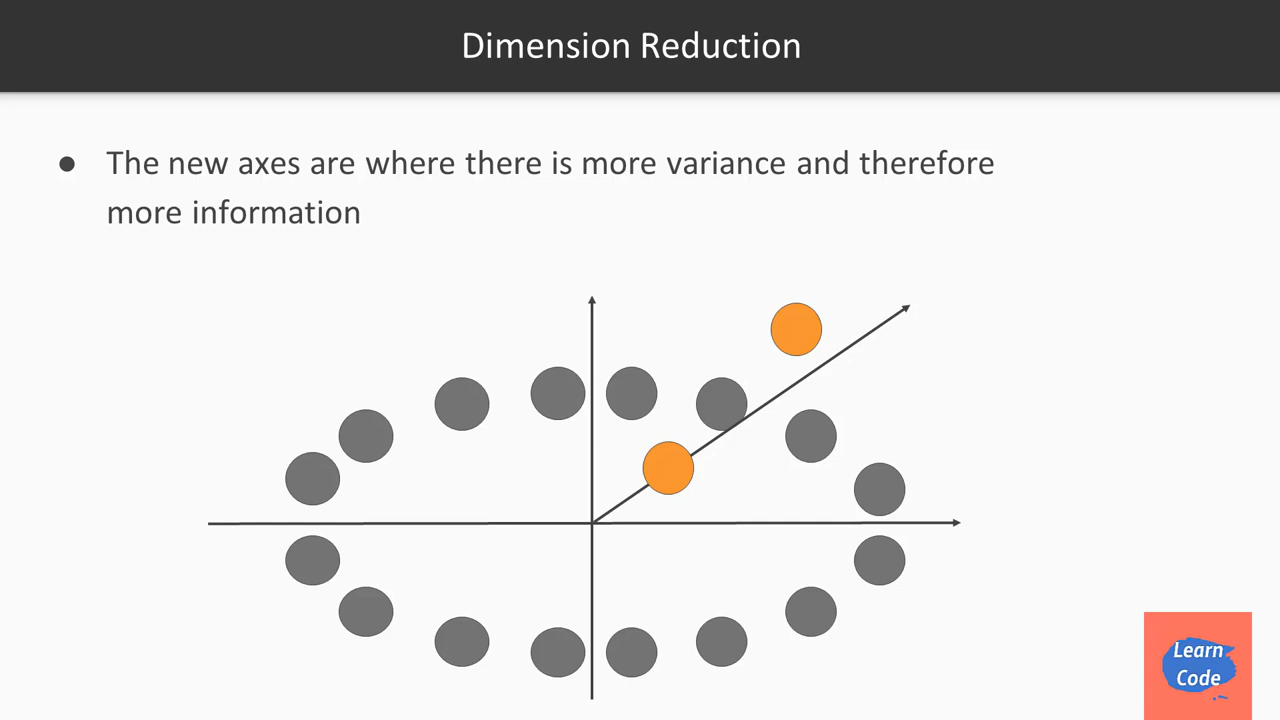 Dimension Reduction
● The new axes are where there is more variance and therefore
more information
Learn
Code